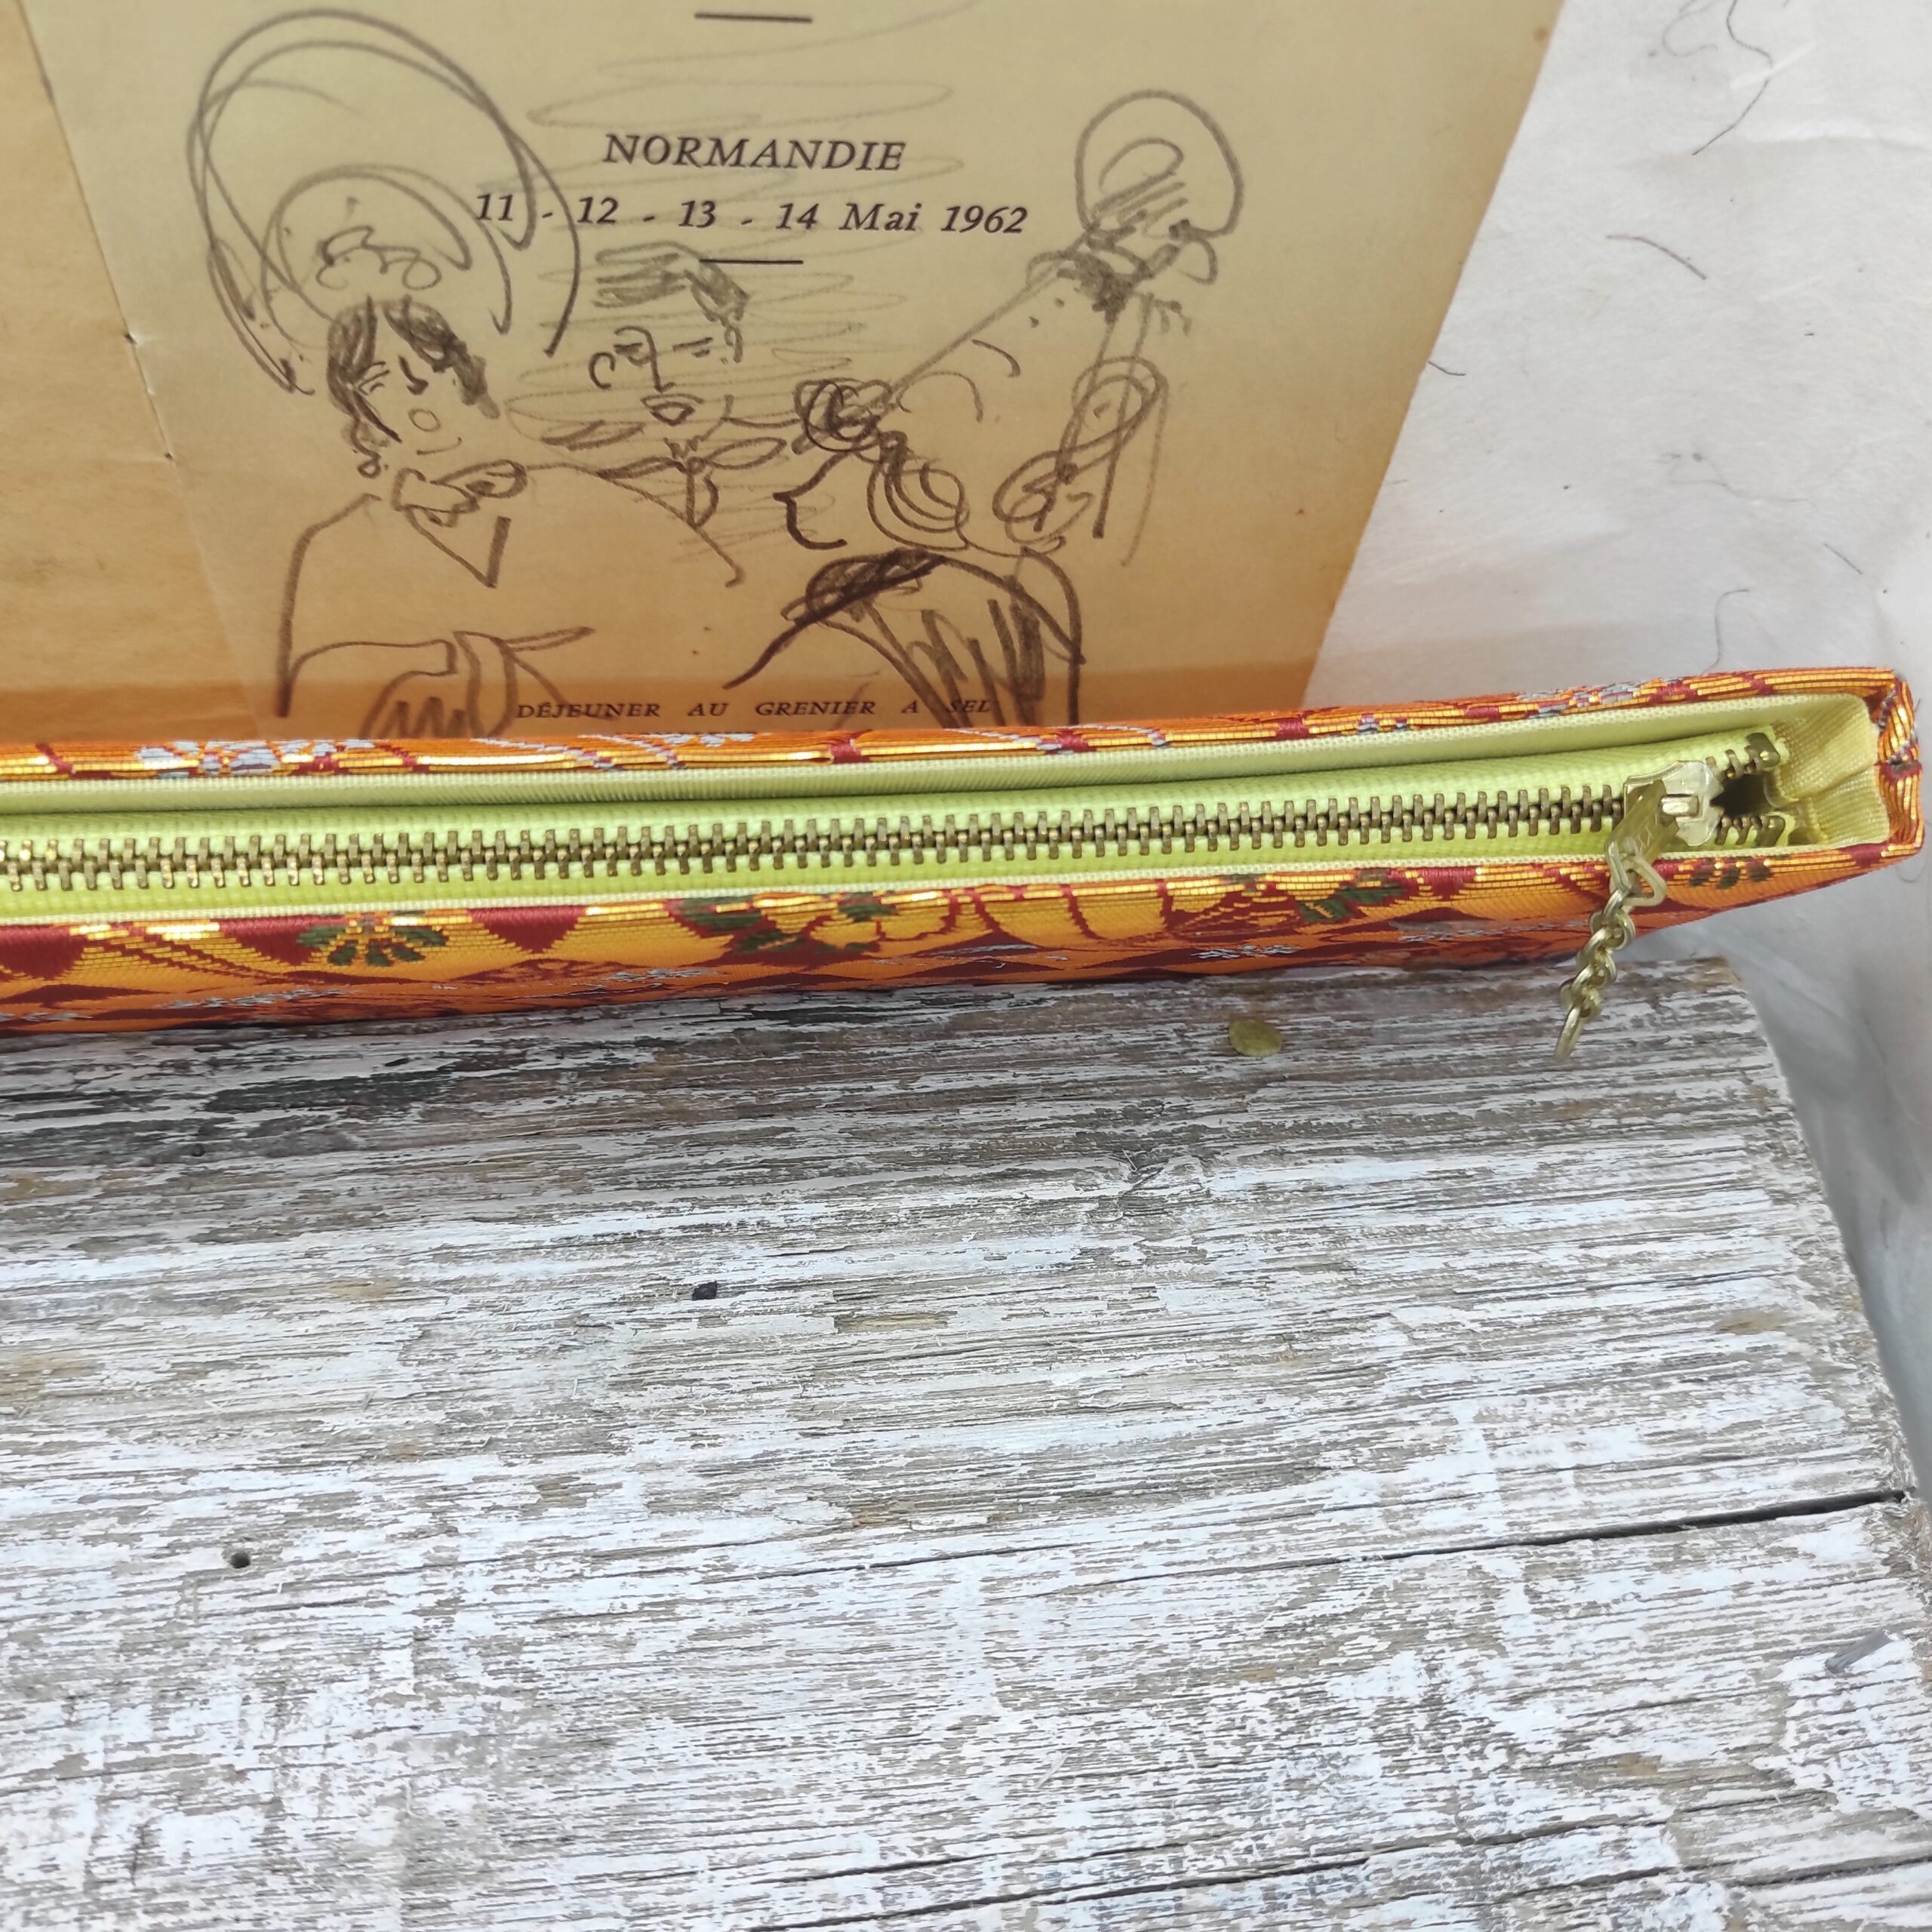 NORMANDIE
11 - 12 - 13 - 14 Mai 1962
DÉJEUNER AU GRENIER A SEL